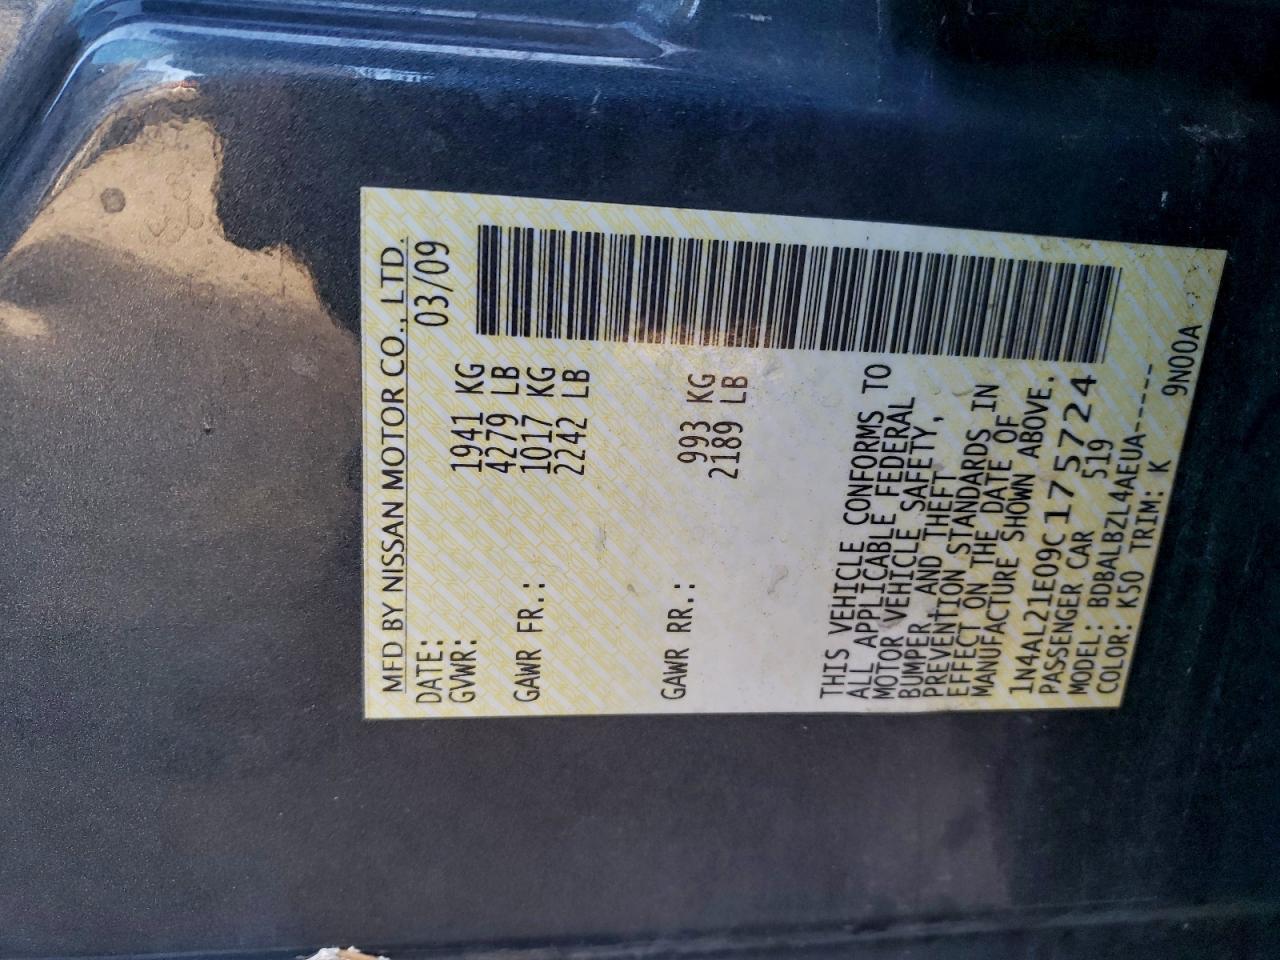 MFD BY NISSAN MOTOR CO., LTD.
DATE: 03/09
GVWR: 1941 KG
4279 LB
GAWR FR.: 1017 KG
2242 LB
GAWR RR.: 993 KG
2189 LB
THIS VEHICLE CONFORMS TO
ALL APPLICABLE FEDERAL
MOTOR VEHICLE SAFETY,
BUMPER, AND THEFT
PREVENTION STANDARDS IN
EFFECT ON THE DATE OF
MANUFACTURE SHOWN ABOVE.
1N4AL21E09C175724
PASSENGER CAR 519
MODEL: BDBALBZL4AEUA-----
COLOR: K50 TRIM: K
9N00A